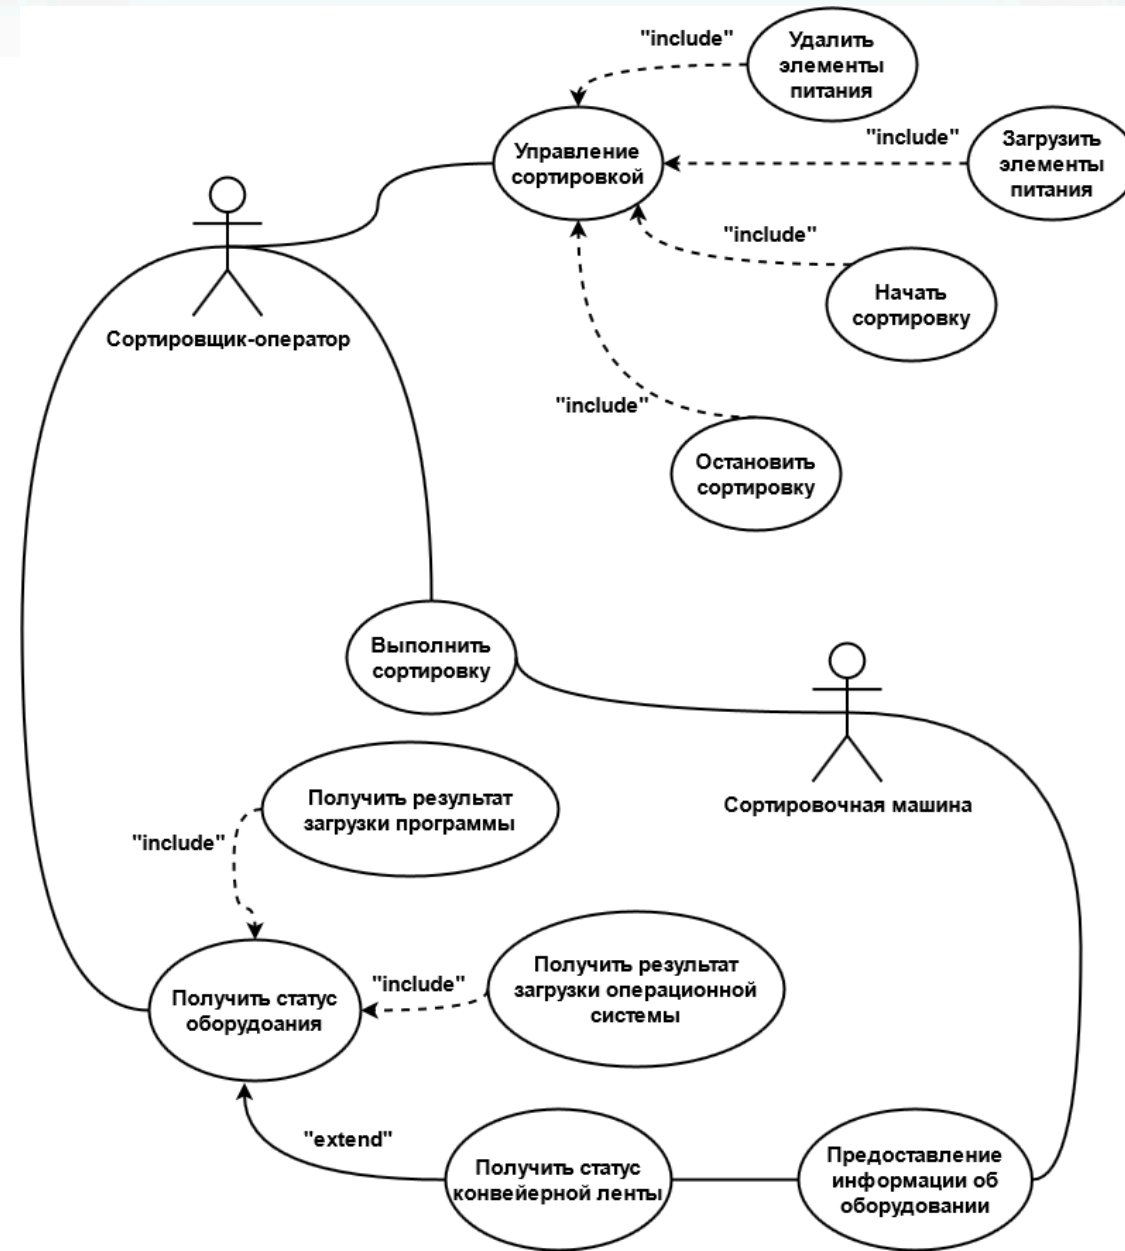 "include"
Удалить
элементы
питания
"include"
Загрузить
элементы
питания
Управление
сортировкой
"include"
Начать
сортировку
Сортировщик-оператор
"include"
Остановить
сортировку
Выполнить
сортировку
Получить результат
загрузки программы
Сортировочная машина
"include"
Получить результат
загрузки операционной
системы
"include"
Получить статус
оборудоания
"extend"
Получить статус
конвейерной ленты
Предоставление
информации об
оборудовании